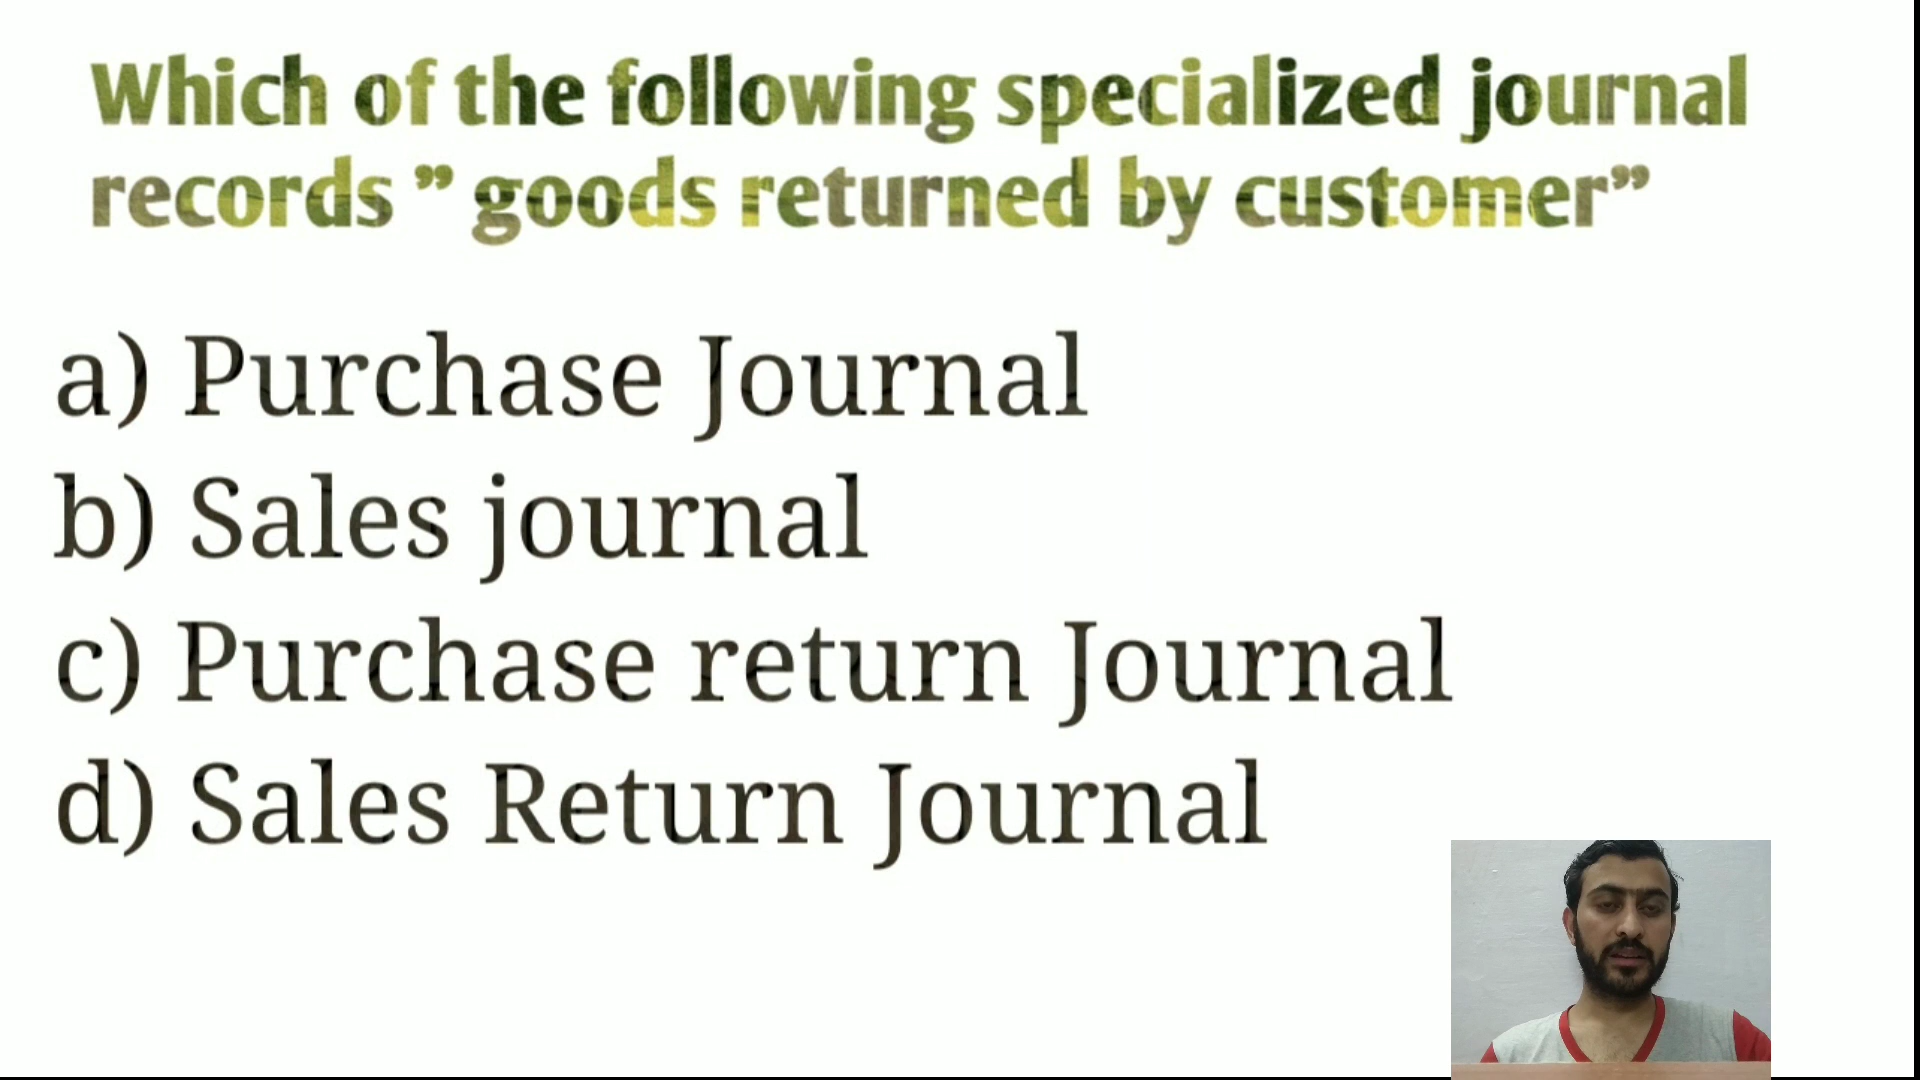 Which of the following specialized journal
records ” goods returned by customer”
a) Purchase Journal
b) Sales journal
c) Purchase return Journal
d) Sales Return Journal